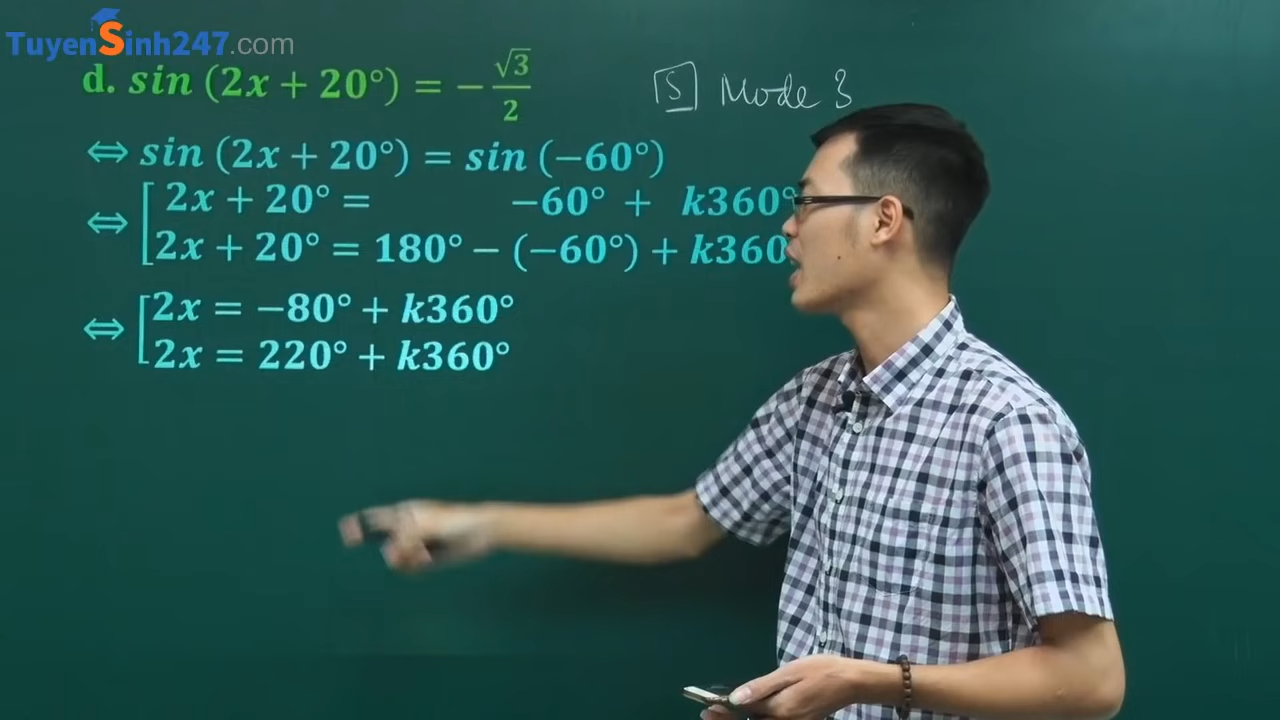 TuyenSinh247.com
d. sin (2x + 20°) = −√3/2
[S] Mode 3
⇔ sin (2x + 20°) = sin (−60°)
⇔ [ 2x + 20° = −60° + k360°
2x + 20° = 180° − (−60°) + k360
⇔ [ 2x = −80° + k360°
2x = 220° + k360°